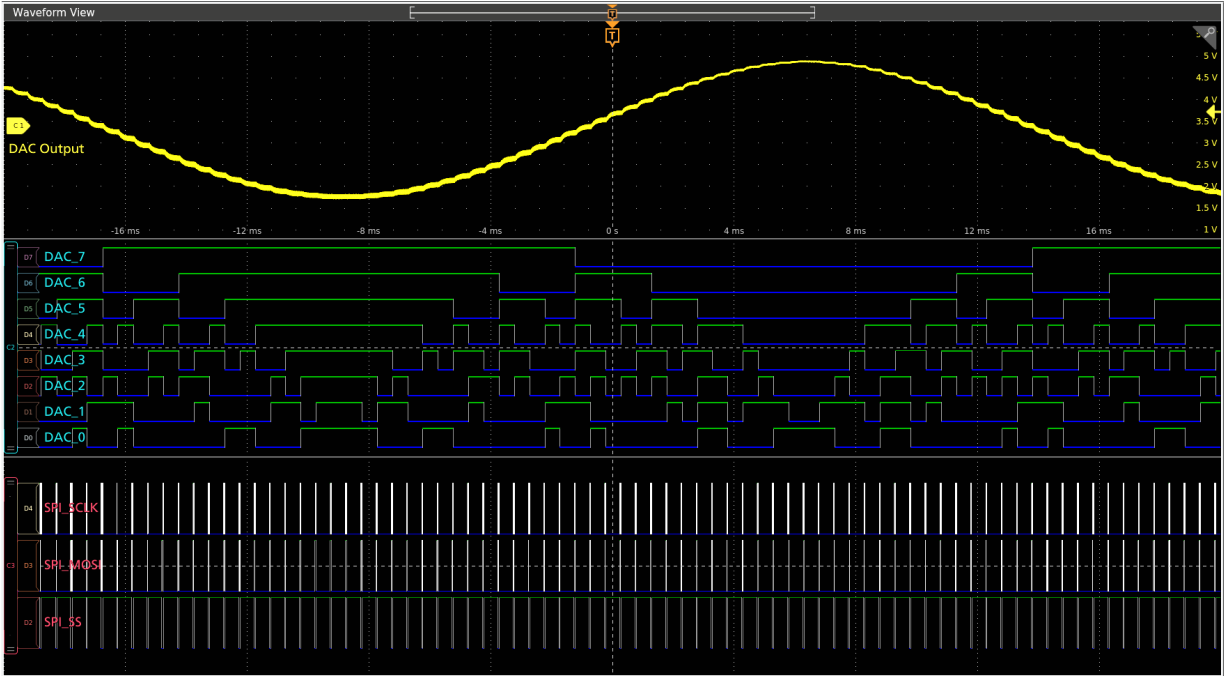 Waveform View
T
T
5 V
4.5 V
4 V
C 1
3.5 V
DAC Output
3 V
2.5 V
2 V
1.5 V
-16 ms -12 ms -8 ms -4 ms 0 s 4 ms 8 ms 12 ms 16 ms 1 V
D7 DAC_7
D6 DAC_6
D5 DAC_5
D4 DAC_4
C2
D3 DAC_3
D2 DAC_2
D1 DAC_1
D0 DAC_0
D4 SPI_SCLK
C3 D3 SPI_MOSI
D2 SPI_SS